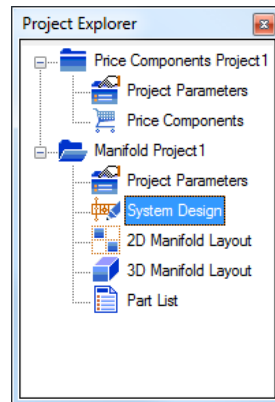 Project Explorer
Price Components Project1
Project Parameters
Price Components
Manifold Project1
Project Parameters
System Design
2D Manifold Layout
3D Manifold Layout
Part List